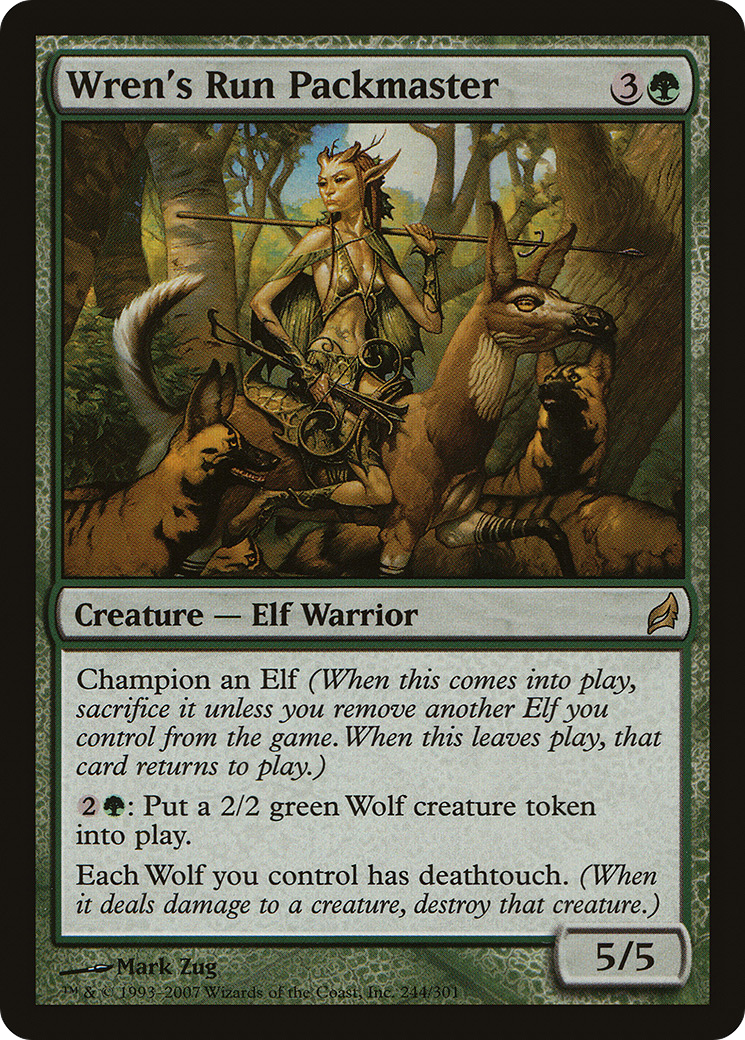 Wren's Run Packmaster 3
Creature — Elf Warrior
Champion an Elf (When this comes into play,
sacrifice it unless you remove another Elf you
control from the game. When this leaves play, that
card returns to play.)
2: Put a 2/2 green Wolf creature token
into play.
Each Wolf you control has deathtouch. (When
it deals damage to a creature, destroy that creature.)
5/5
Mark Zug
™ & © 1993–2007 Wizards of the Coast, Inc. 244/301